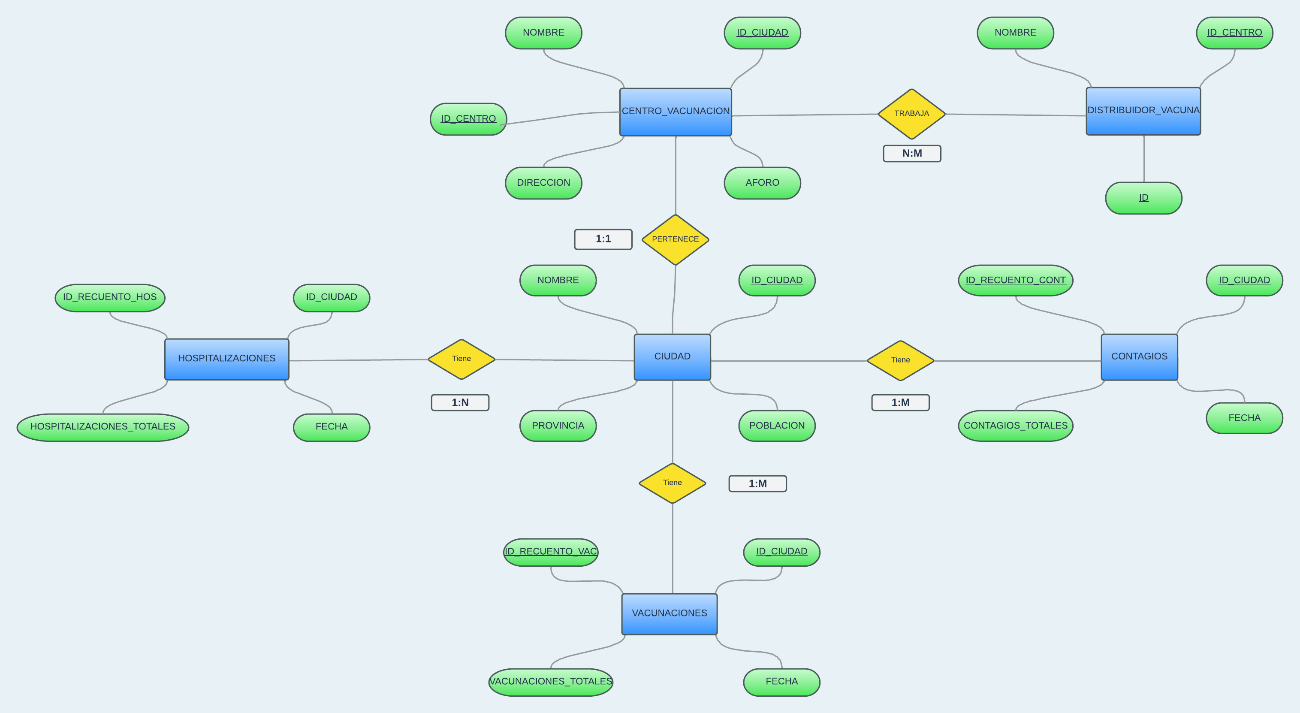 NOMBRE
ID_CIUDAD
NOMBRE
ID_CENTRO
ID_CENTRO
CENTRO_VACUNACION
TRABAJA
DISTRIBUIDOR_VACUNA
N:M
DIRECCION
AFORO
ID
1:1
PERTENECE
NOMBRE
ID_CIUDAD
ID_RECUENTO_CONT
ID_CIUDAD
ID_RECUENTO_HOS
ID_CIUDAD
HOSPITALIZACIONES
Tiene
CIUDAD
Tiene
CONTAGIOS
1:N
1:M
HOSPITALIZACIONES_TOTALES
FECHA
PROVINCIA
POBLACION
CONTAGIOS_TOTALES
FECHA
Tiene
1:M
ID_RECUENTO_VAC
ID_CIUDAD
VACUNACIONES
VACUNACIONES_TOTALES
FECHA